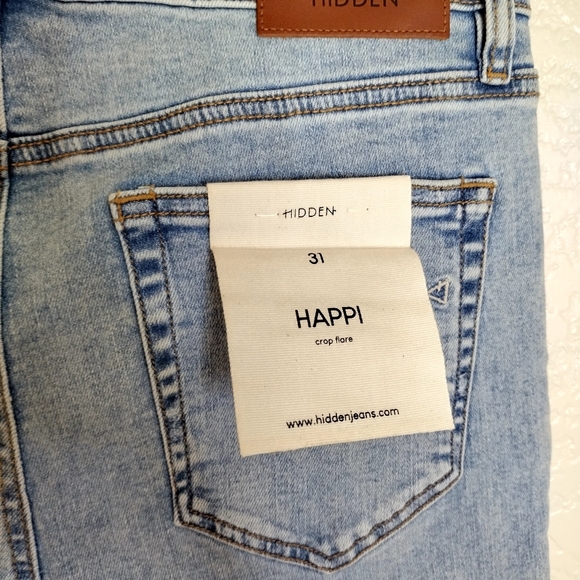 HIDDEN
HIDDEN
31
HAPPI
crop flare
www.hiddenjeans.com